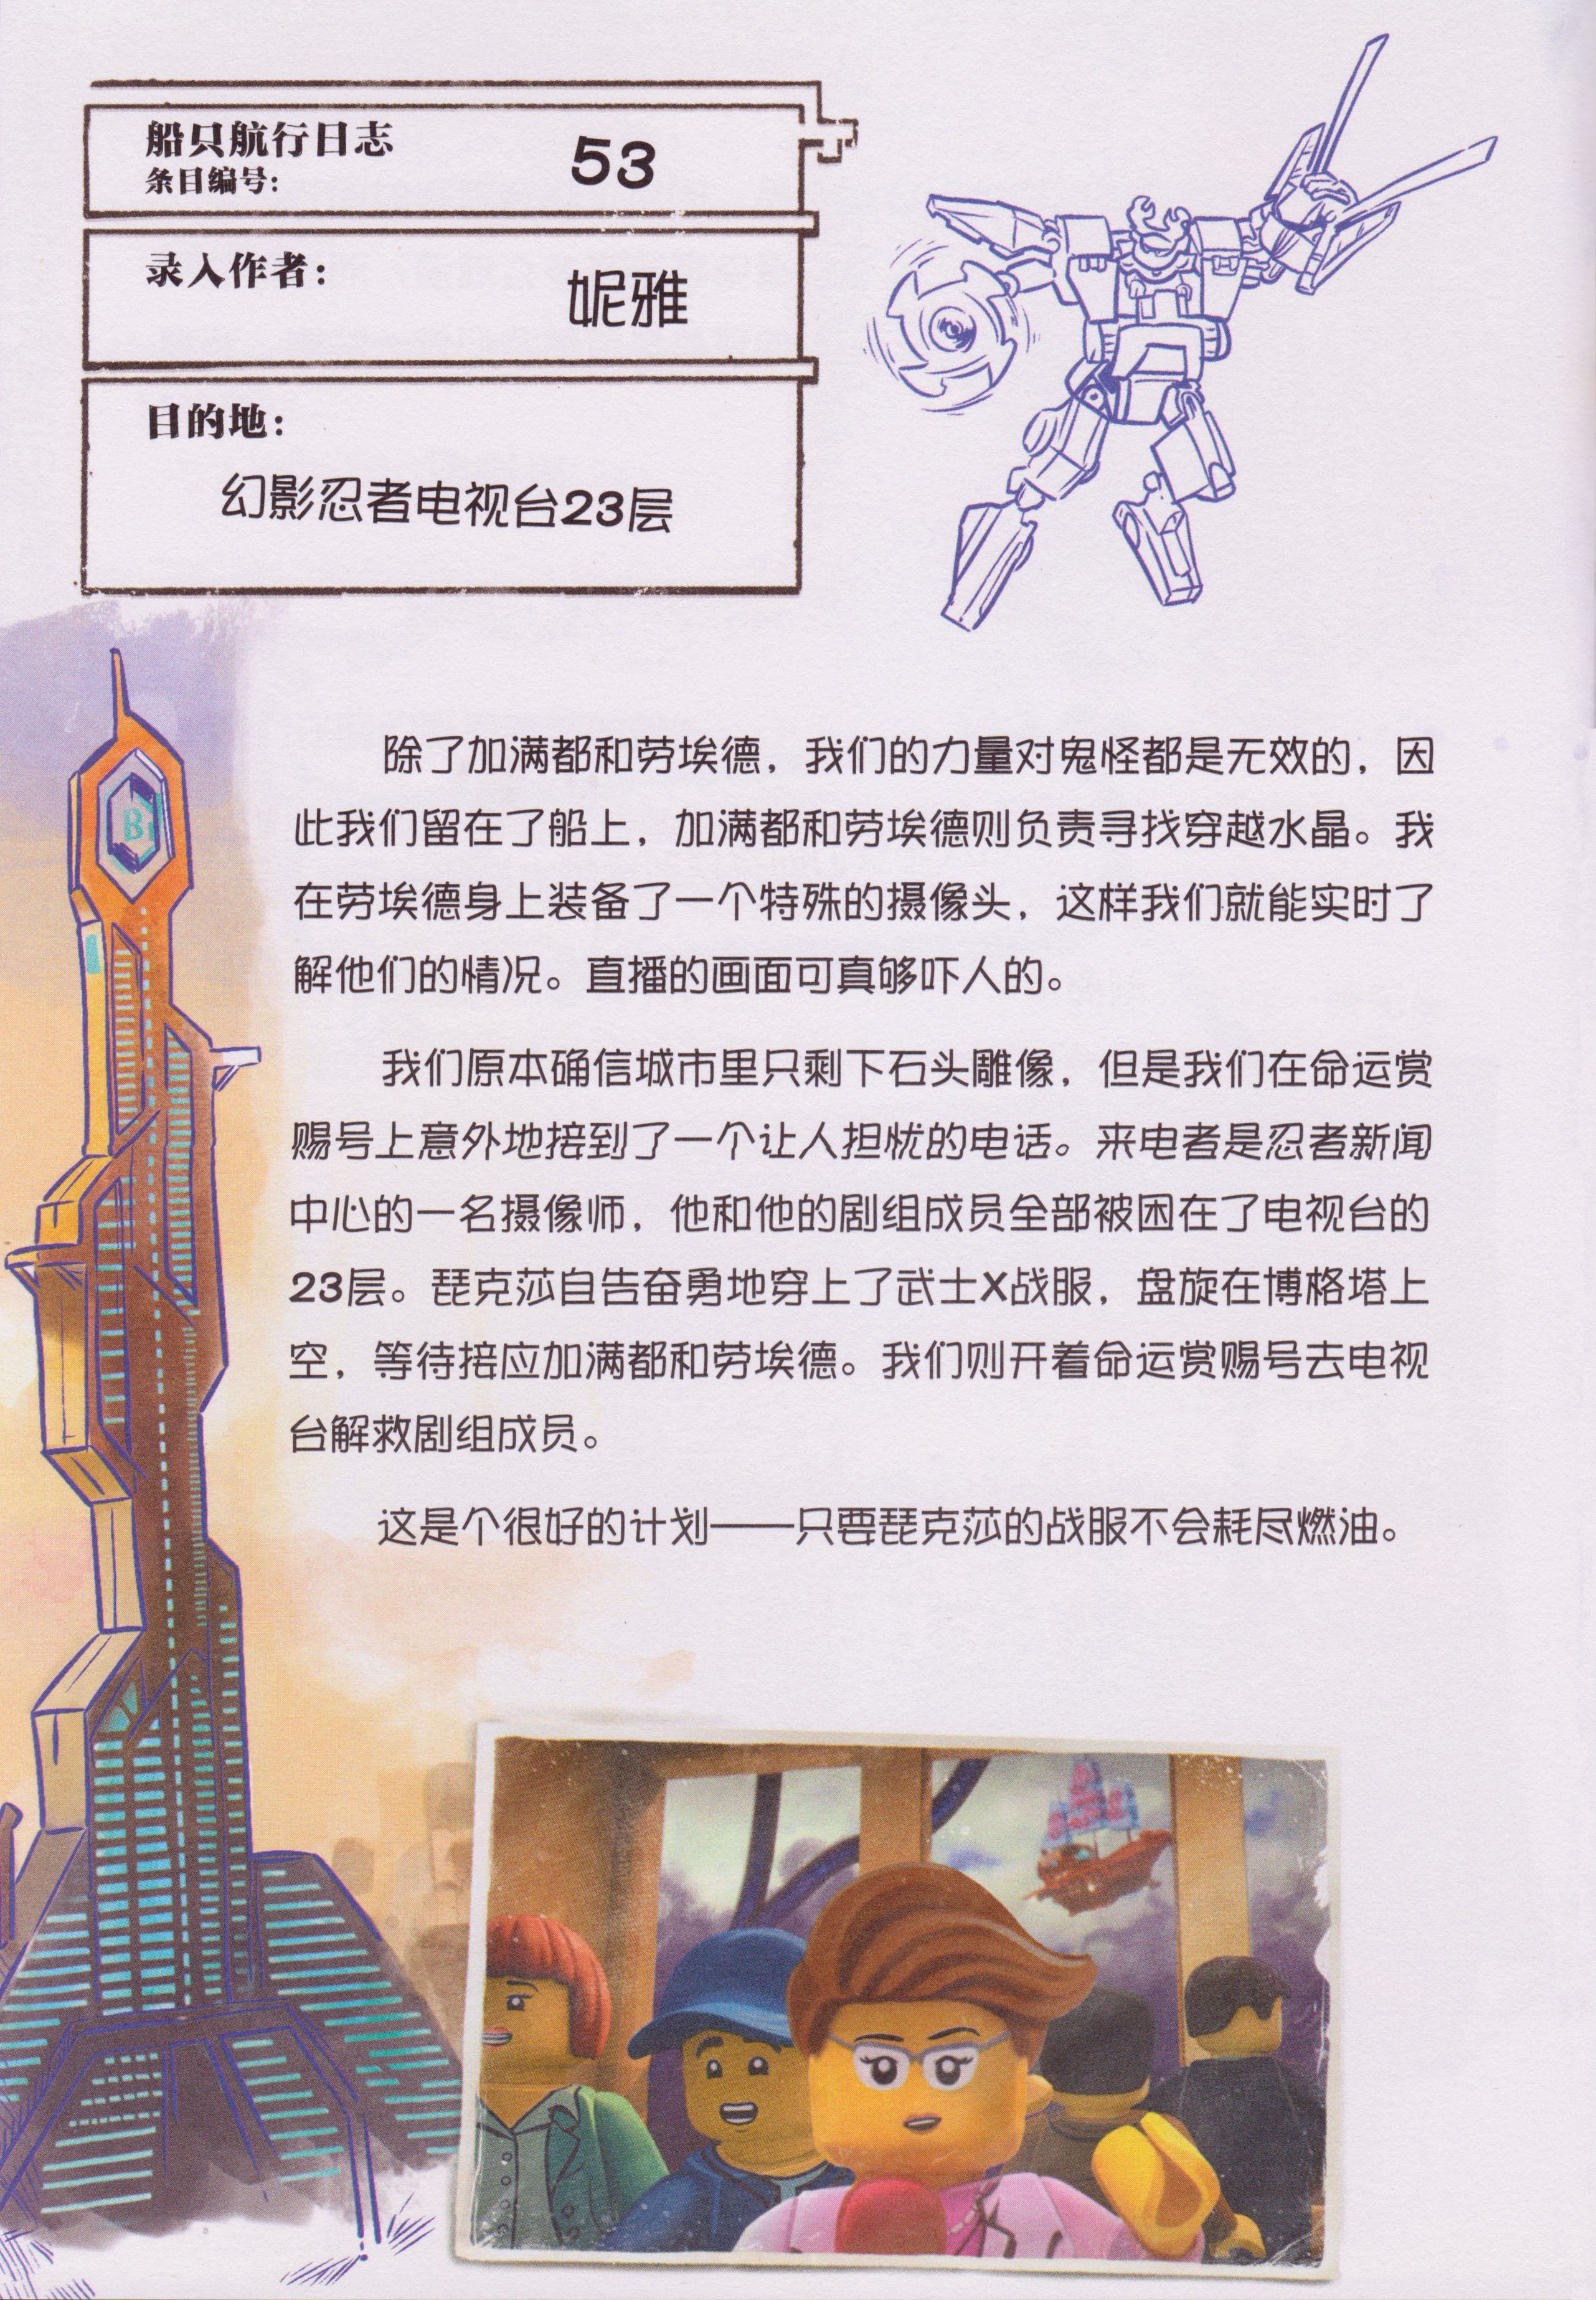 船只航行日志
条目编号:
53
录入作者:
妮雅
目的地:
幻影忍者电视台23层
B
除了加满都和劳埃德，我们的力量对鬼怪都是无效的，因
此我们留在了船上，加满都和劳埃德则负责寻找穿越水晶。我
在劳埃德身上装备了一个特殊的摄像头，这样我们就能实时了
解他们的情况。直播的画面可真够吓人的。
我们原本确信城市里只剩下石头雕像，但是我们在命运赏
赐号上意外地接到了一个让人担忧的电话。来电者是忍者新闻
中心的一名摄像师，他和他的剧组成员全部被困在了电视台的
23层。琵克莎自告奋勇地穿上了武士X战服，盘旋在博格塔上
空，等待接应加满都和劳埃德。我们则开着命运赏赐号去电视
台解救剧组成员。
这是个很好的计划——只要琵克莎的战服不会耗尽燃油。